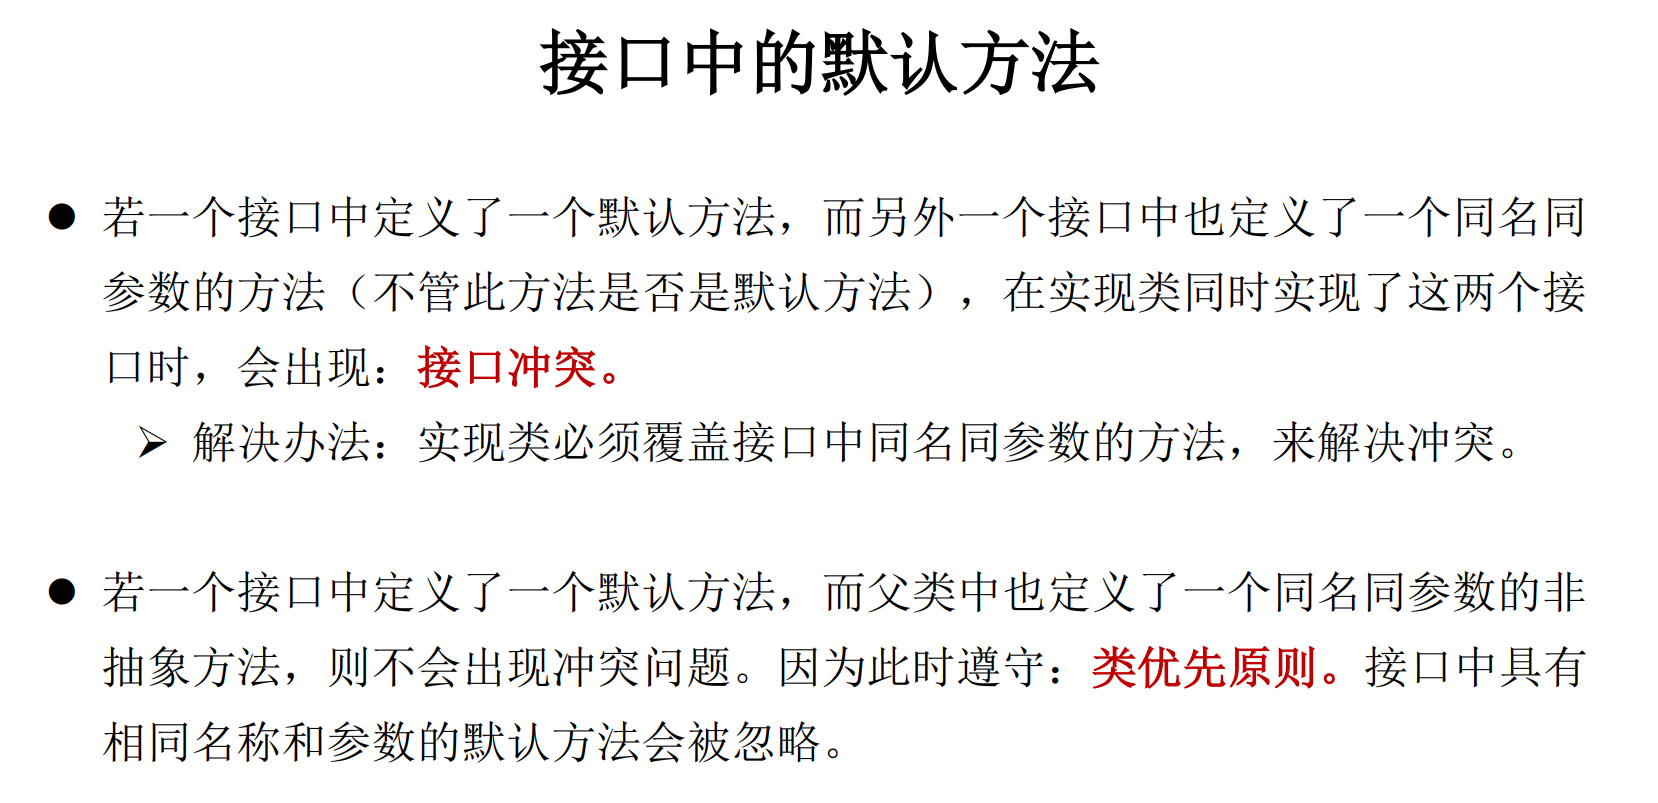 接口中的默认方法
● 若一个接口中定义了一个默认方法，而另外一个接口中也定义了一个同名同
参数的方法（不管此方法是否是默认方法），在实现类同时实现了这两个接
口时，会出现：接口冲突。
➢ 解决办法：实现类必须覆盖接口中同名同参数的方法，来解决冲突。
● 若一个接口中定义了一个默认方法，而父类中也定义了一个同名同参数的非
抽象方法，则不会出现冲突问题。因为此时遵守：类优先原则。接口中具有
相同名称和参数的默认方法会被忽略。